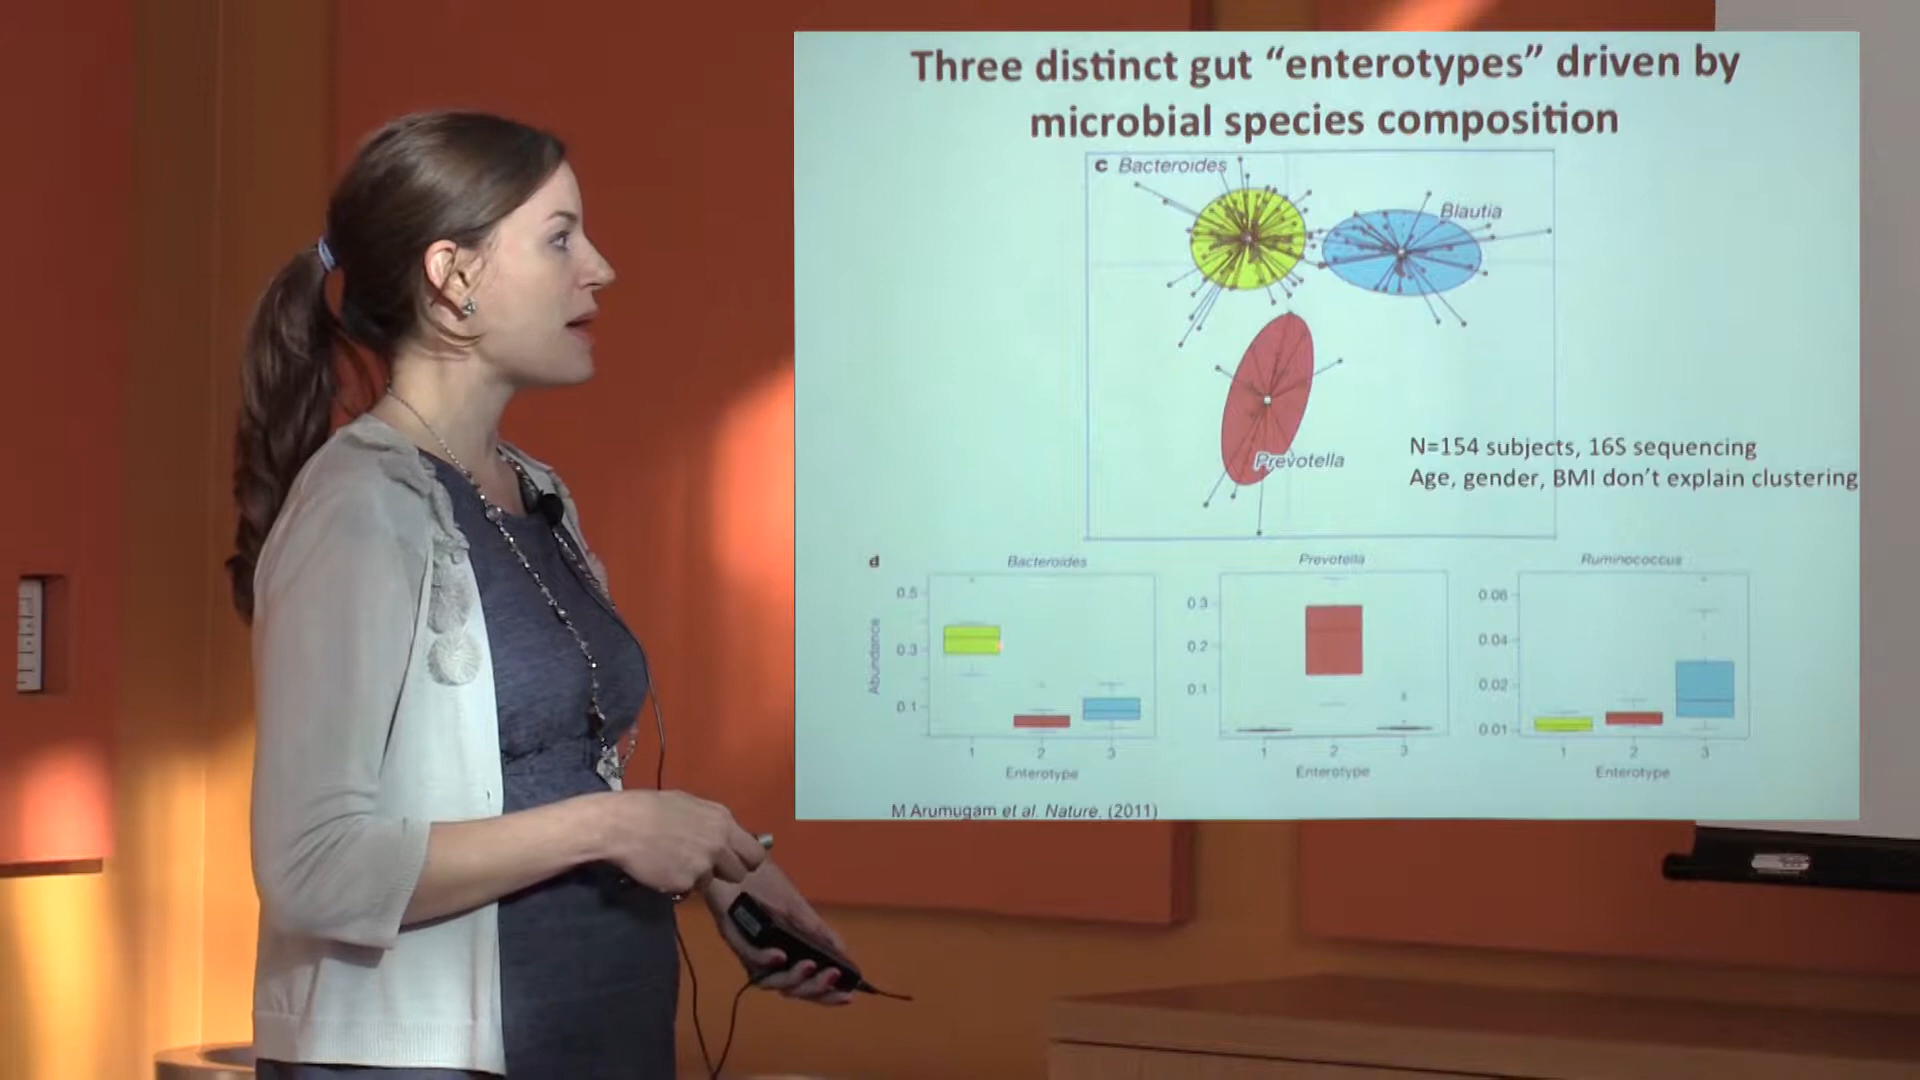 Three distinct gut “enterotypes” driven by
microbial species composition
c Bacteroides
Blautia
Prevotella
N=154 subjects, 16S sequencing
Age, gender, BMI don’t explain clustering
d
Bacteroides
Prevotella
Ruminococcus
Abundance
0.5
0.3
0.1
1 2 3
Enterotype
0.3
0.2
0.1
1 2 3
Enterotype
0.06
0.04
0.02
0.01
1 2 3
Enterotype
M Arumugam et al. Nature. (2011)